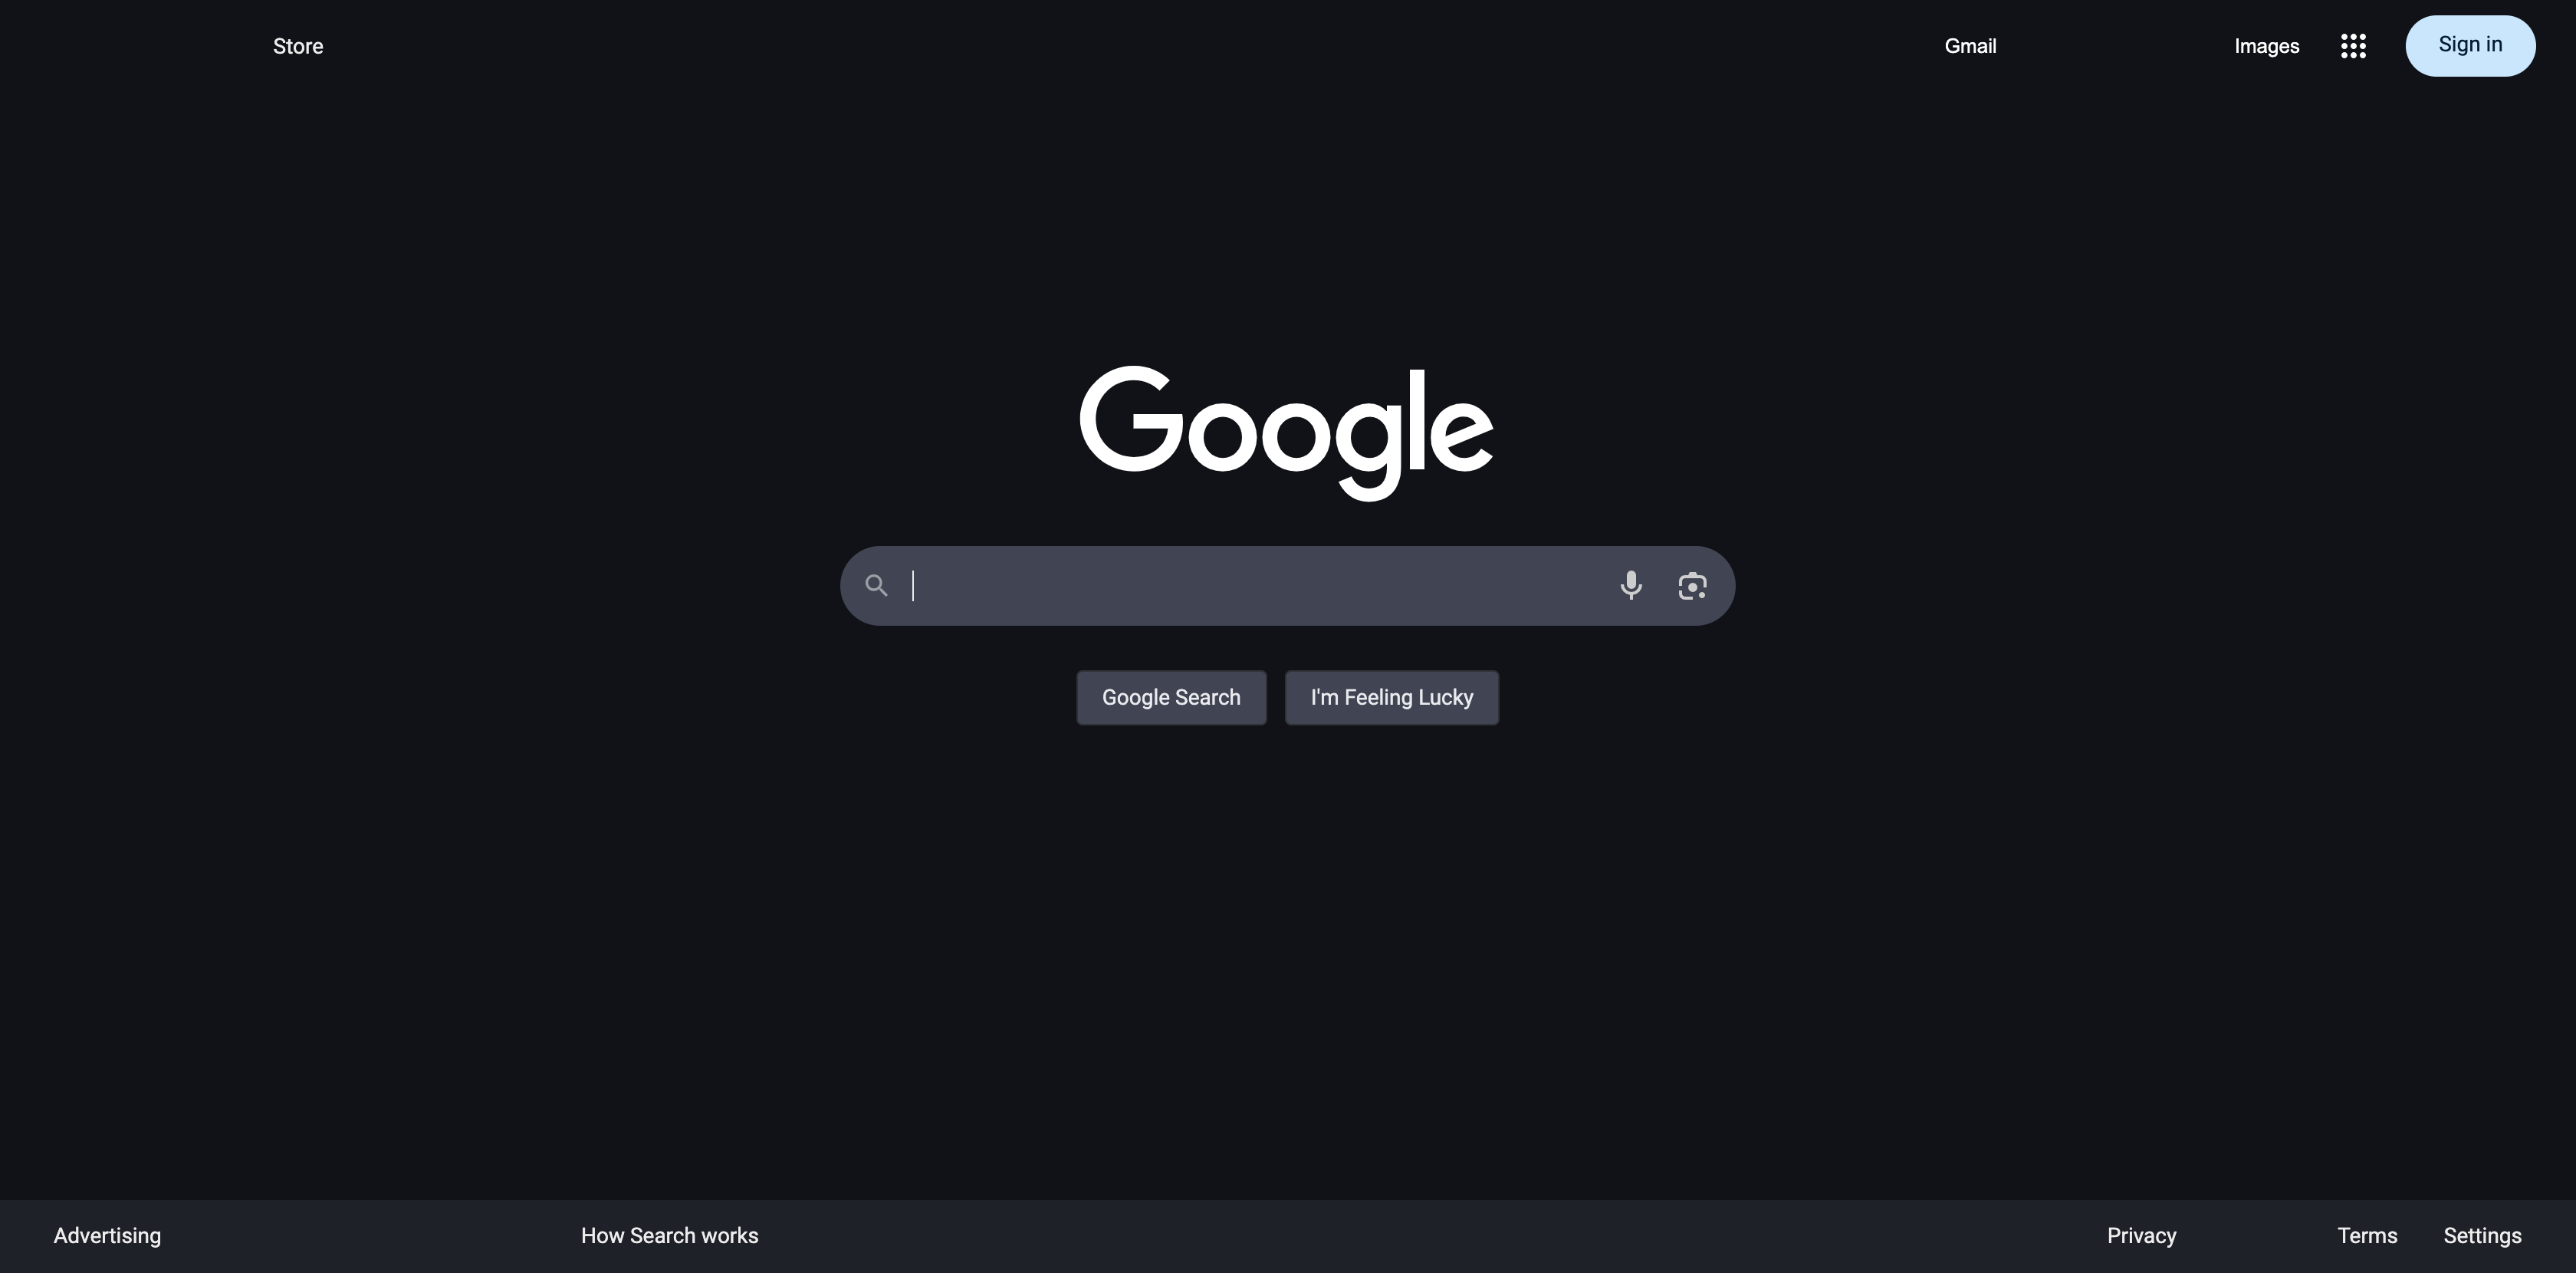 Store Gmail Images Sign in
Google
Google Search I'm Feeling Lucky
Advertising How Search works Privacy Terms Settings